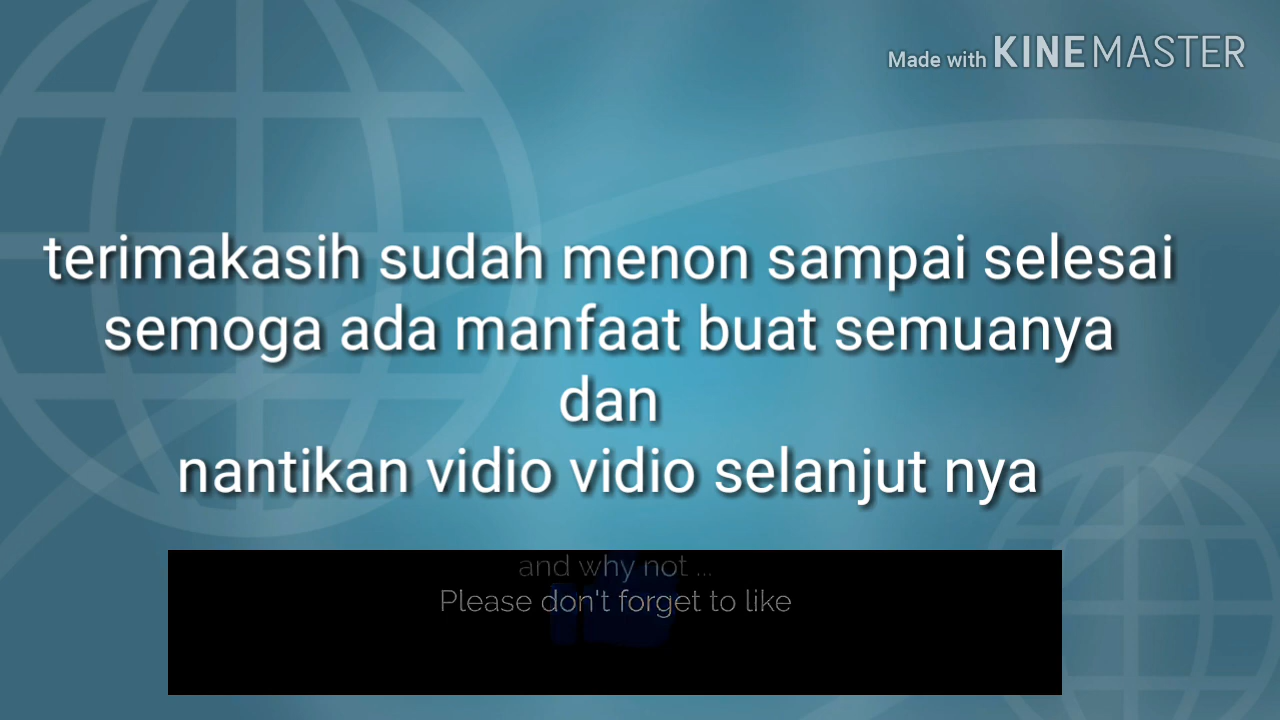 Made with KINEMASTER
terimakasih sudah menon sampai selesai
semoga ada manfaat buat semuanya
dan
nantikan vidio vidio selanjut nya
and why not ...
Please don't forget to like